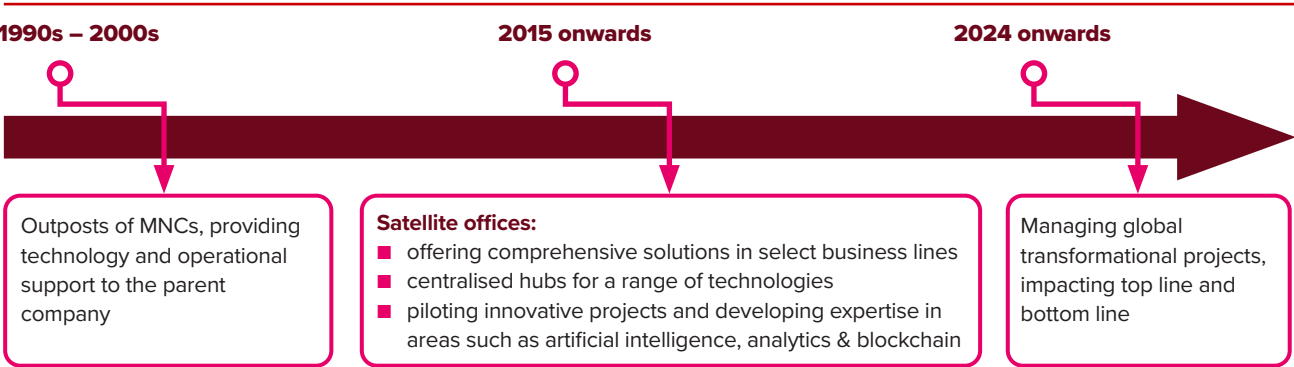 1990s – 2000s
2015 onwards
2024 onwards
Outposts of MNCs, providing
technology and operational
support to the parent
company
Satellite offices:
■ offering comprehensive solutions in select business lines
■ centralised hubs for a range of technologies
■ piloting innovative projects and developing expertise in
areas such as artificial intelligence, analytics & blockchain
Managing global
transformational projects,
impacting top line and
bottom line